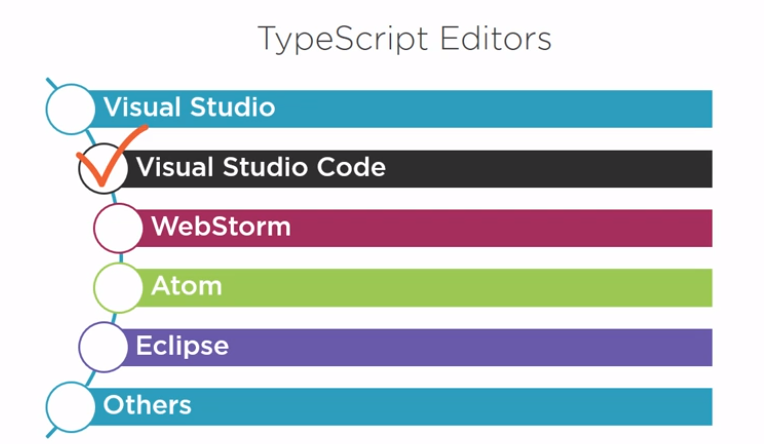 TypeScript Editors
Visual Studio
Visual Studio Code
WebStorm
Atom
Eclipse
Others